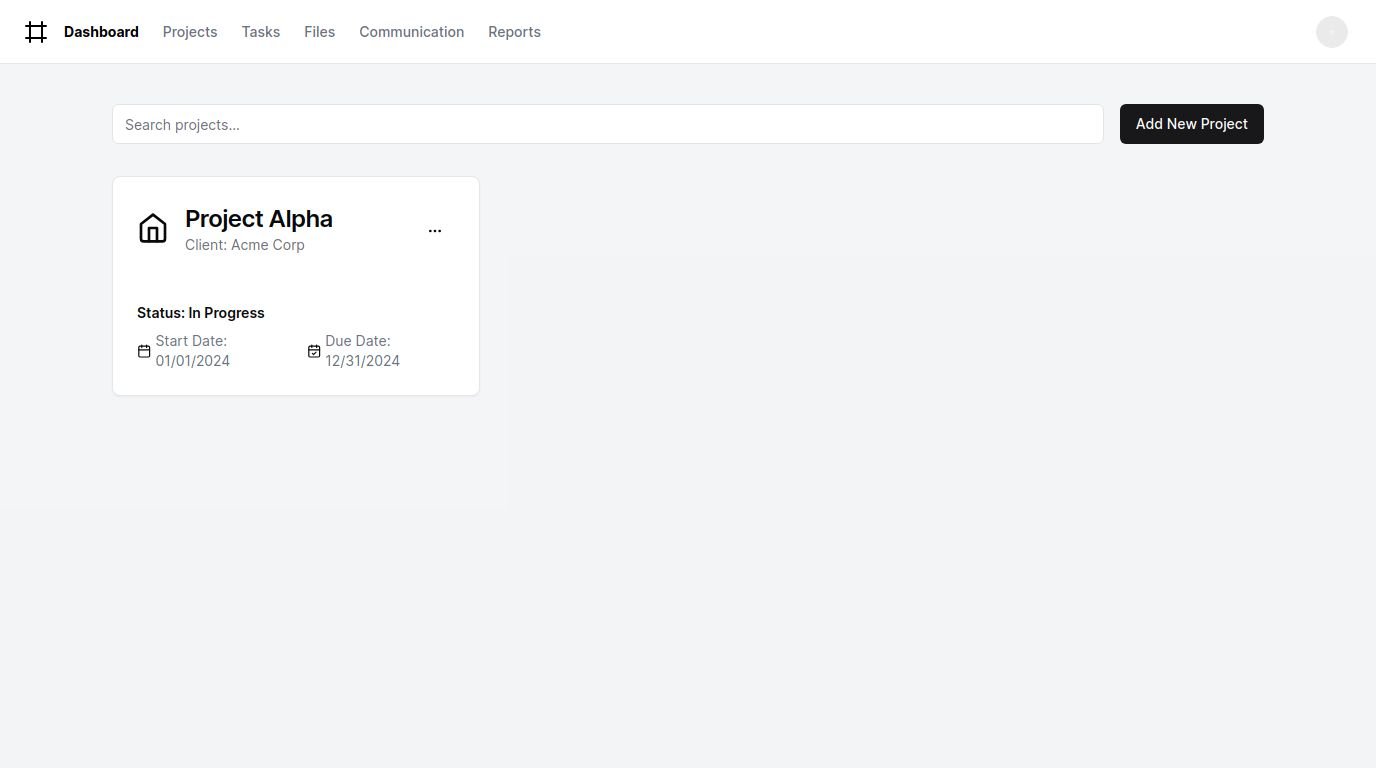 Dashboard Projects Tasks Files Communication Reports
Search projects...
Add New Project
Project Alpha
Client: Acme Corp
Status: In Progress
Start Date:
01/01/2024
Due Date:
12/31/2024